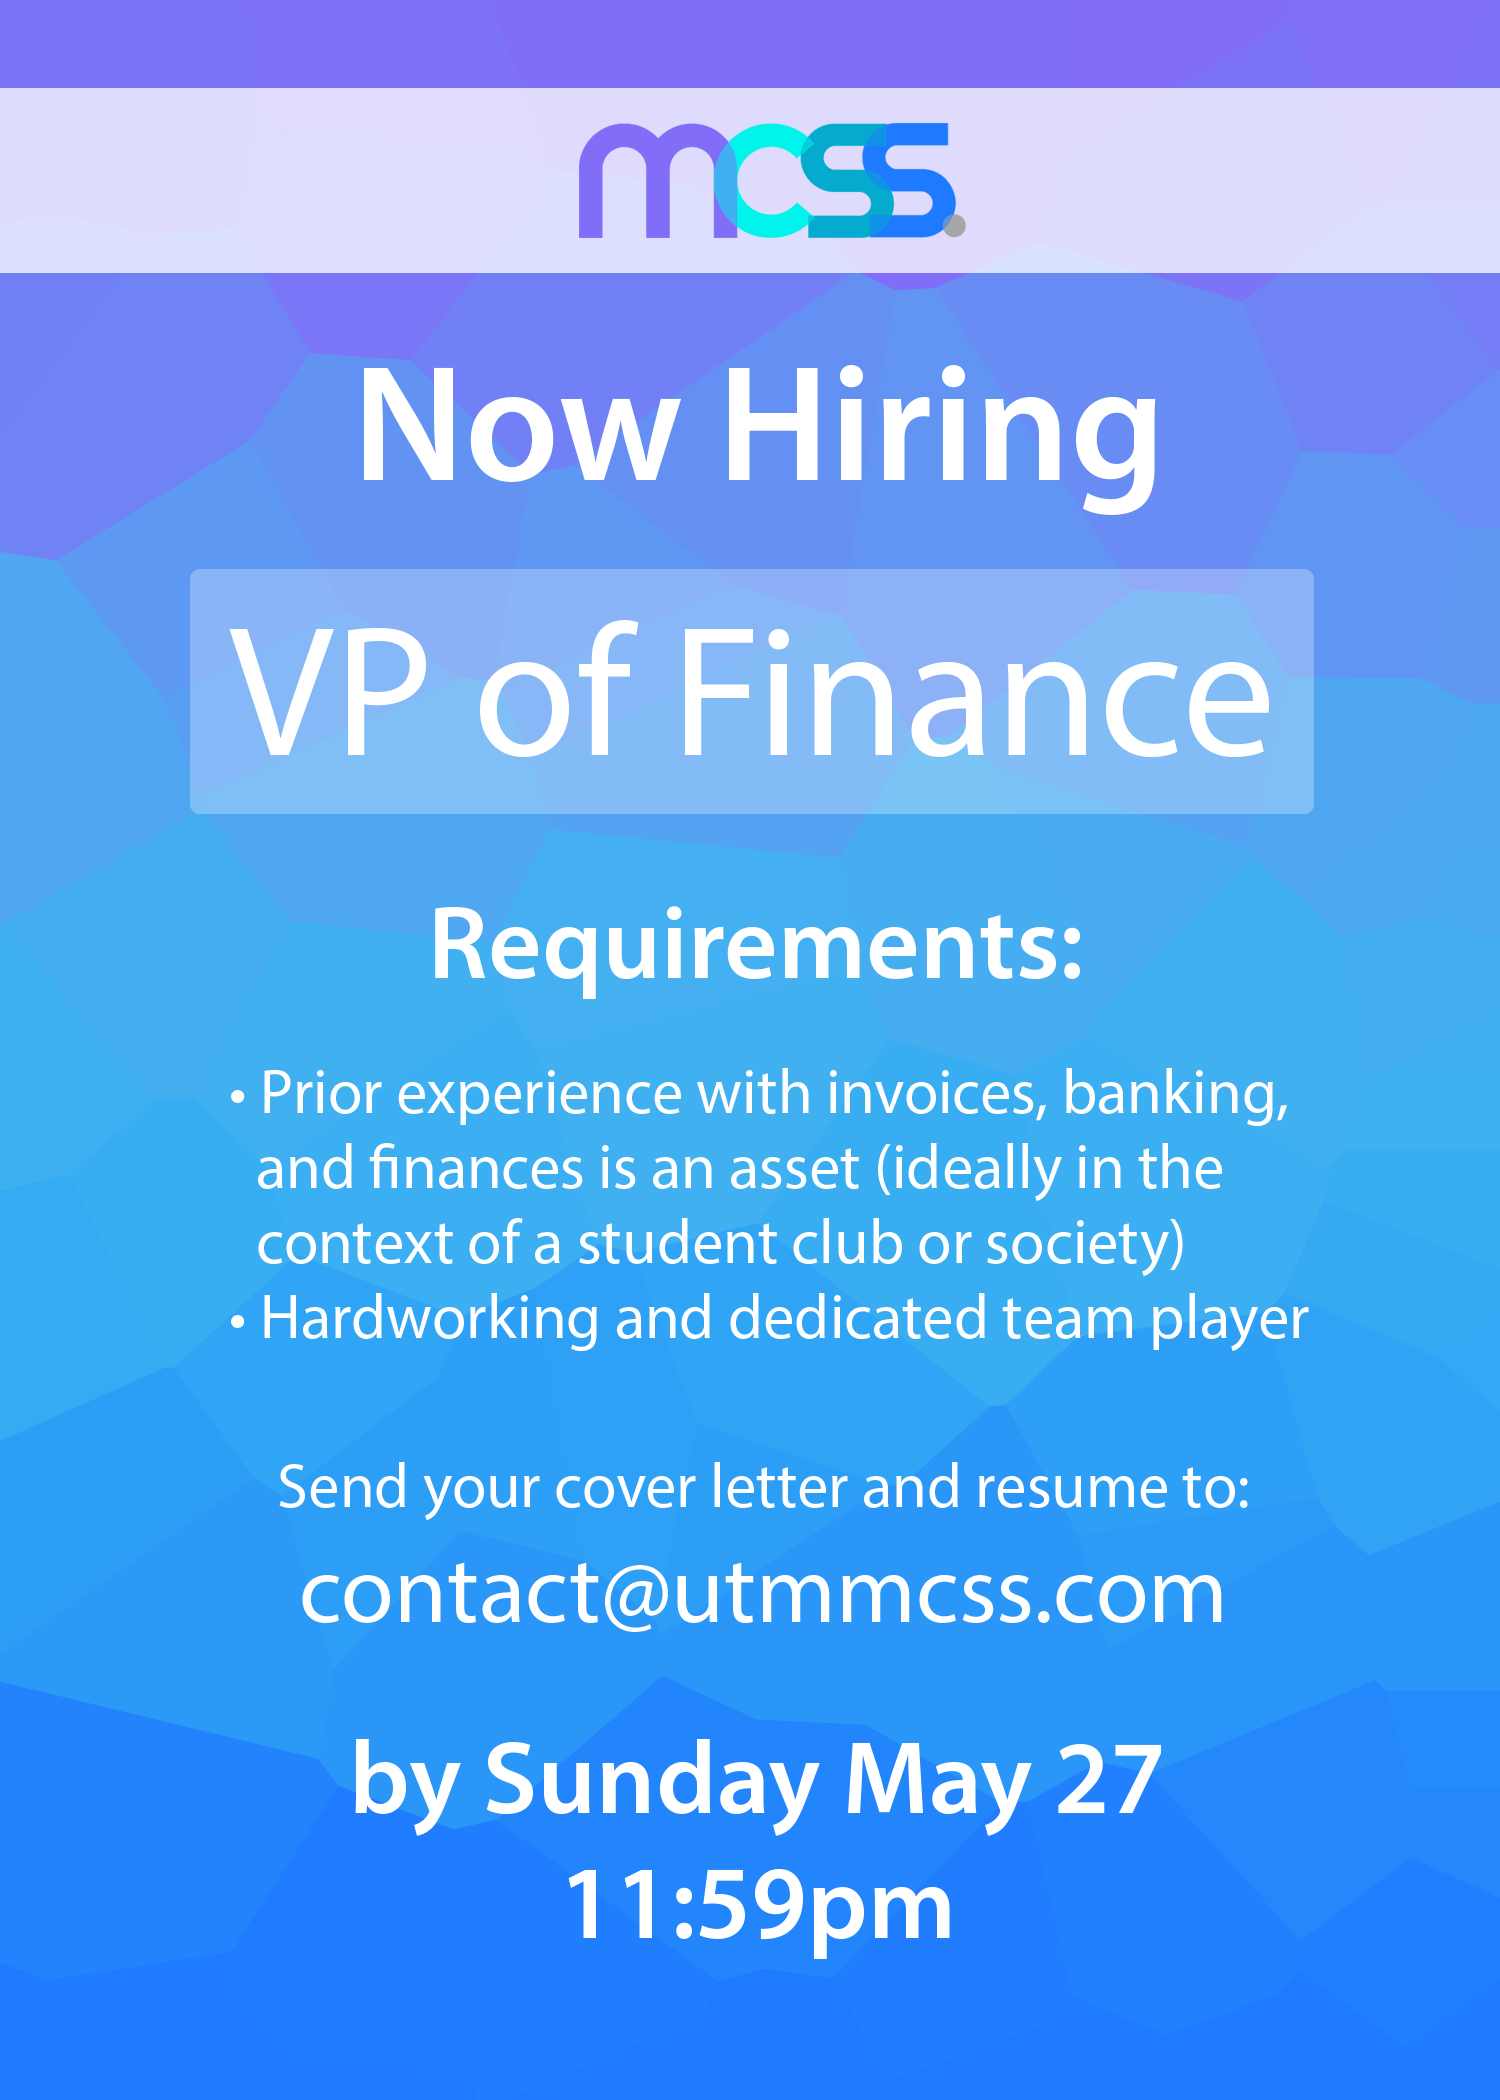 mcss.
Now Hiring
VP of Finance
Requirements:
• Prior experience with invoices, banking,
and finances is an asset (ideally in the
context of a student club or society)
• Hardworking and dedicated team player
Send your cover letter and resume to:
contact@utmmcss.com
by Sunday May 27
11:59pm